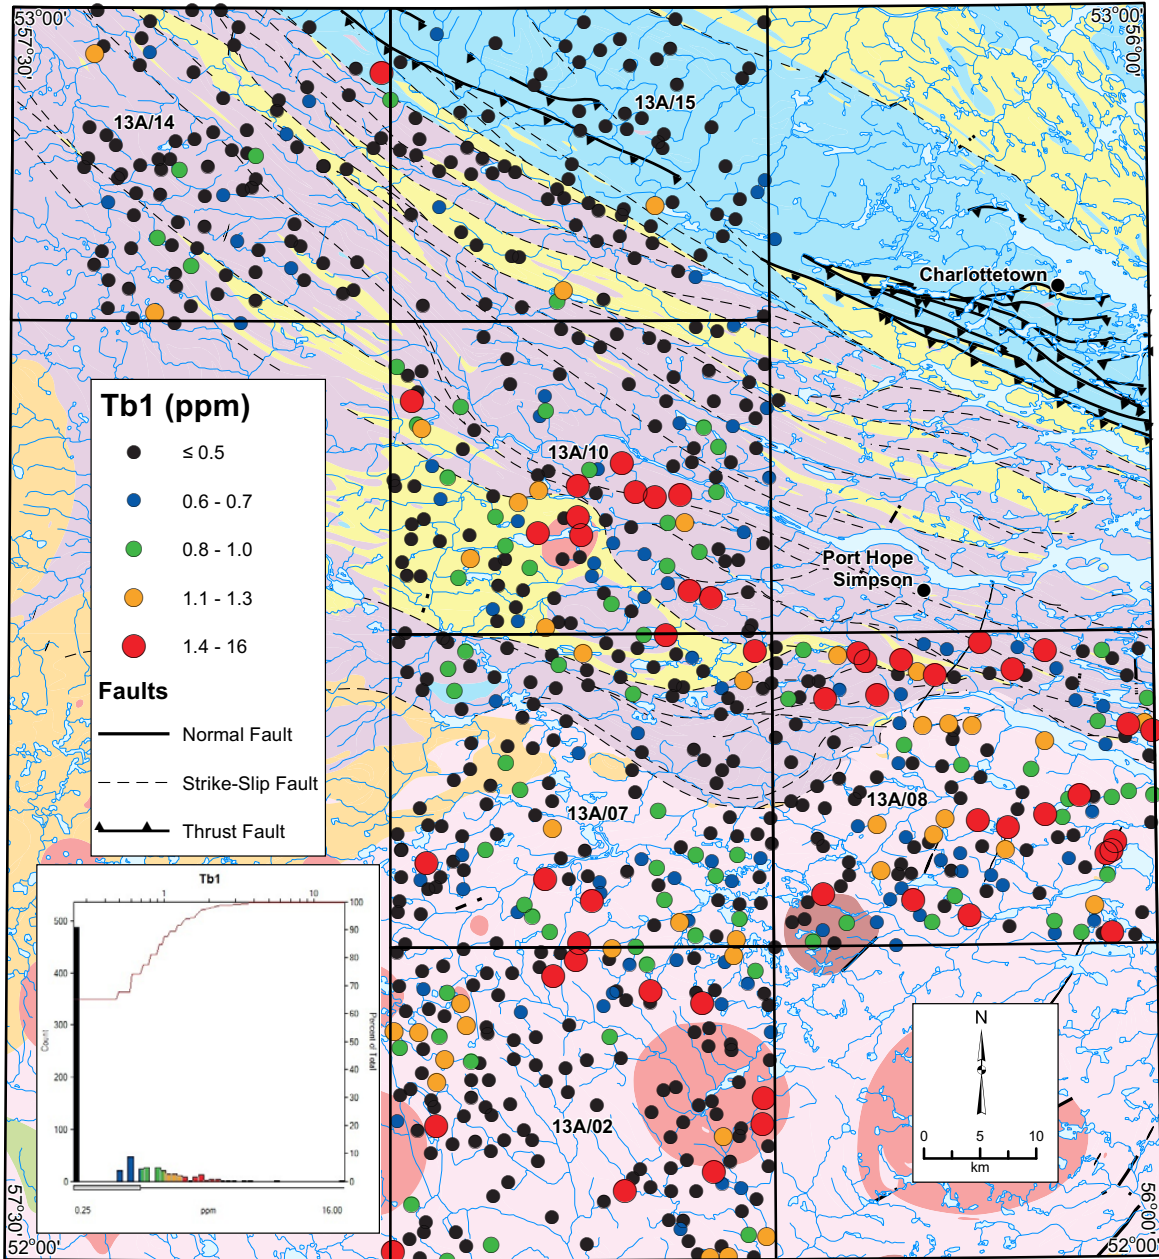 53°00'
57°30'
53°00'
56°00'
13A/14
13A/15
Charlottetown
13A/10
Port Hope
Simpson
13A/07
13A/08
13A/02
Tb1 (ppm)
≤ 0.5
0.6 - 0.7
0.8 - 1.0
1.1 - 1.3
1.4 - 16
Faults
Normal Fault
Strike-Slip Fault
Thrust Fault
Tb1
1 10
500
400
300
200
100
0
Count
100
90
80
70
60
50
40
30
20
10
0
Percent of Total
0.25 ppm 16.00
N
0 5 10
km
57°30'
52°00'
56°00'
52°00'